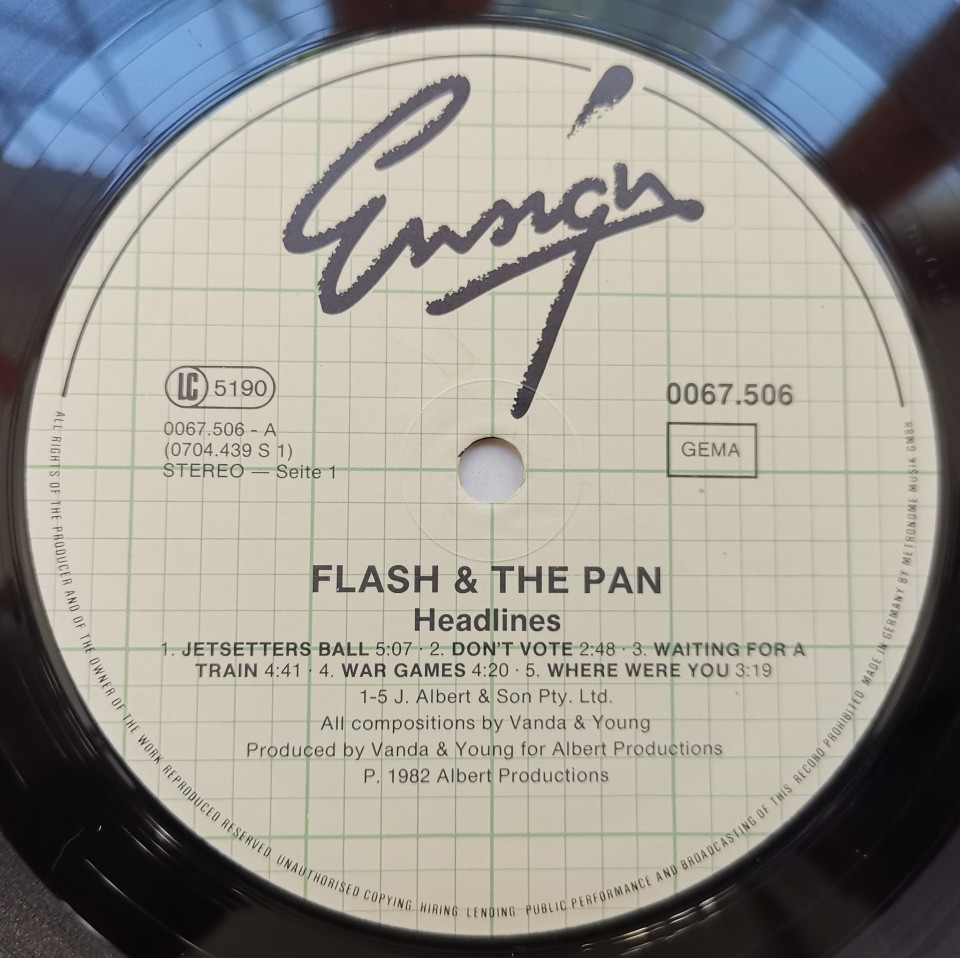 Ensign
LC 5190
0067.506 - A
(0704.439 S 1)
STEREO — Seite 1
0067.506
GEMA
FLASH & THE PAN
Headlines
1. JETSETTERS BALL 5:07 · 2. DON'T VOTE 2:48 · 3. WAITING FOR A
TRAIN 4:41 · 4. WAR GAMES 4:20 · 5. WHERE WERE YOU 3:19
1-5 J. Albert & Son Pty. Ltd.
All compositions by Vanda & Young
Produced by Vanda & Young for Albert Productions
P. 1982 Albert Productions
ALL RIGHTS OF THE PRODUCER AND OF THE OWNER OF THE WORK REPRODUCED RESERVED. UNAUTHORISED COPYING. HIRING. LENDING. PUBLIC PERFORMANCE AND BROADCASTING OF THIS RECORD PROHIBITED MADE IN GERMANY BY METRONOME MUSIK GMBH